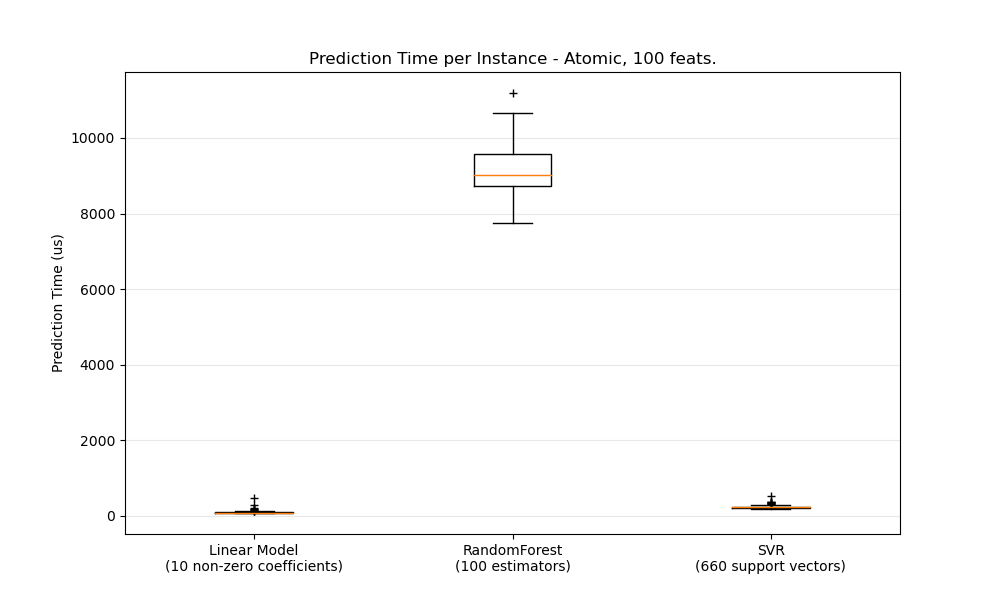 Prediction Time per Instance - Atomic, 100 feats.
Prediction Time (us)
10000
8000
6000
4000
2000
0
Linear Model
(10 non-zero coefficients)
RandomForest
(100 estimators)
SVR
(660 support vectors)